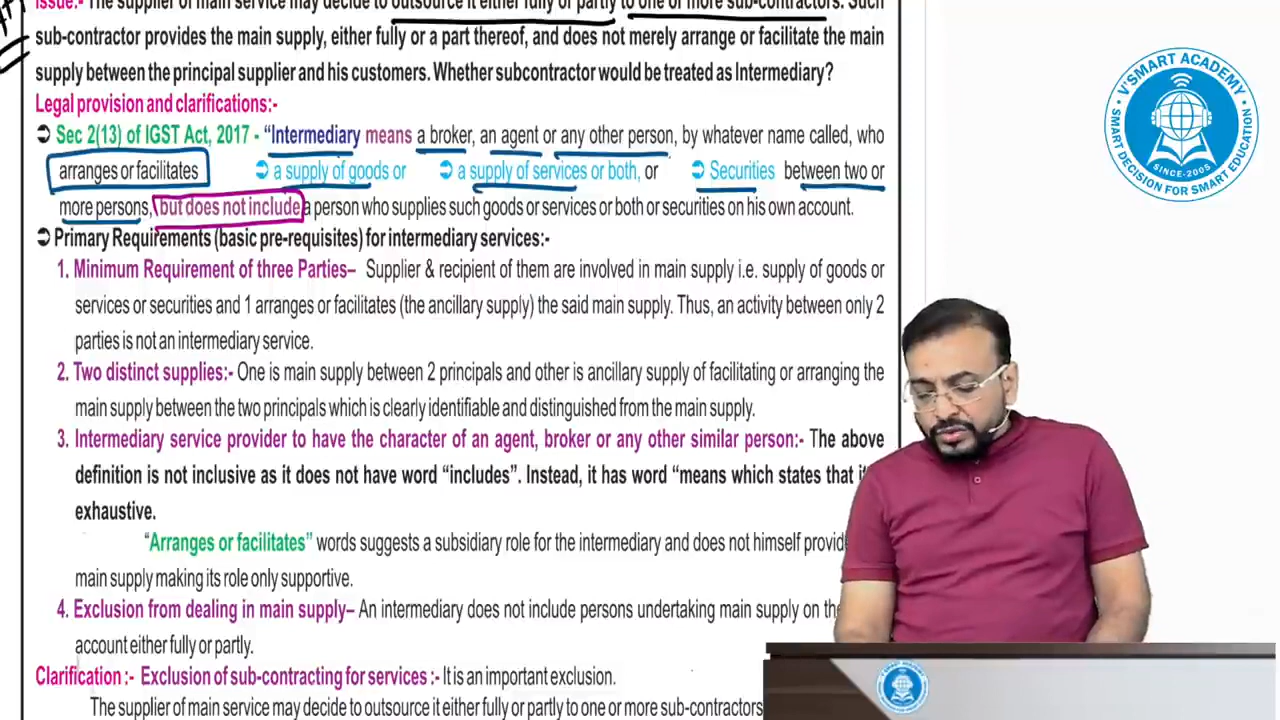 Issue:- The supplier of main service may decide to outsource it either fully or partly to one or more sub-contractors. Such
sub-contractor provides the main supply, either fully or a part thereof, and does not merely arrange or facilitate the main
supply between the principal supplier and his customers. Whether subcontractor would be treated as Intermediary?
Legal provision and clarifications:-
➲ Sec 2(13) of IGST Act, 2017 - “Intermediary means a broker, an agent or any other person, by whatever name called, who
arranges or facilitates ➲ a supply of goods or ➲ a supply of services or both, or ➲ Securities between two or
more persons, but does not include a person who supplies such goods or services or both or securities on his own account.
➲ Primary Requirements (basic pre-requisites) for intermediary services:-
1. Minimum Requirement of three Parties– Supplier & recipient of them are involved in main supply i.e. supply of goods or
services or securities and 1 arranges or facilitates (the ancillary supply) the said main supply. Thus, an activity between only 2
parties is not an intermediary service.
2. Two distinct supplies:- One is main supply between 2 principals and other is ancillary supply of facilitating or arranging the
main supply between the two principals which is clearly identifiable and distinguished from the main supply.
3. Intermediary service provider to have the character of an agent, broker or any other similar person:- The above
definition is not inclusive as it does not have word “includes”. Instead, it has word “means which states that
exhaustive.
“Arranges or facilitates” words suggests a subsidiary role for the intermediary and does not himself
main supply making its role only supportive.
4. Exclusion from dealing in main supply– An intermediary does not include persons undertaking main supply on
account either fully or partly.
Clarification :- Exclusion of sub-contracting for services :- It is an important exclusion.
The supplier of main service may decide to outsource it either fully or partly to one or more sub-contractors
V'SMART ACADEMY
SINCE-2005
SMART DECISION FOR SMART EDUCATION